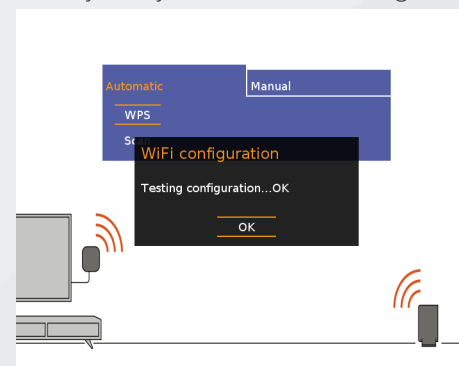 Automatic
Manual
WPS
WiFi configuration
Testing configuration...OK
OK